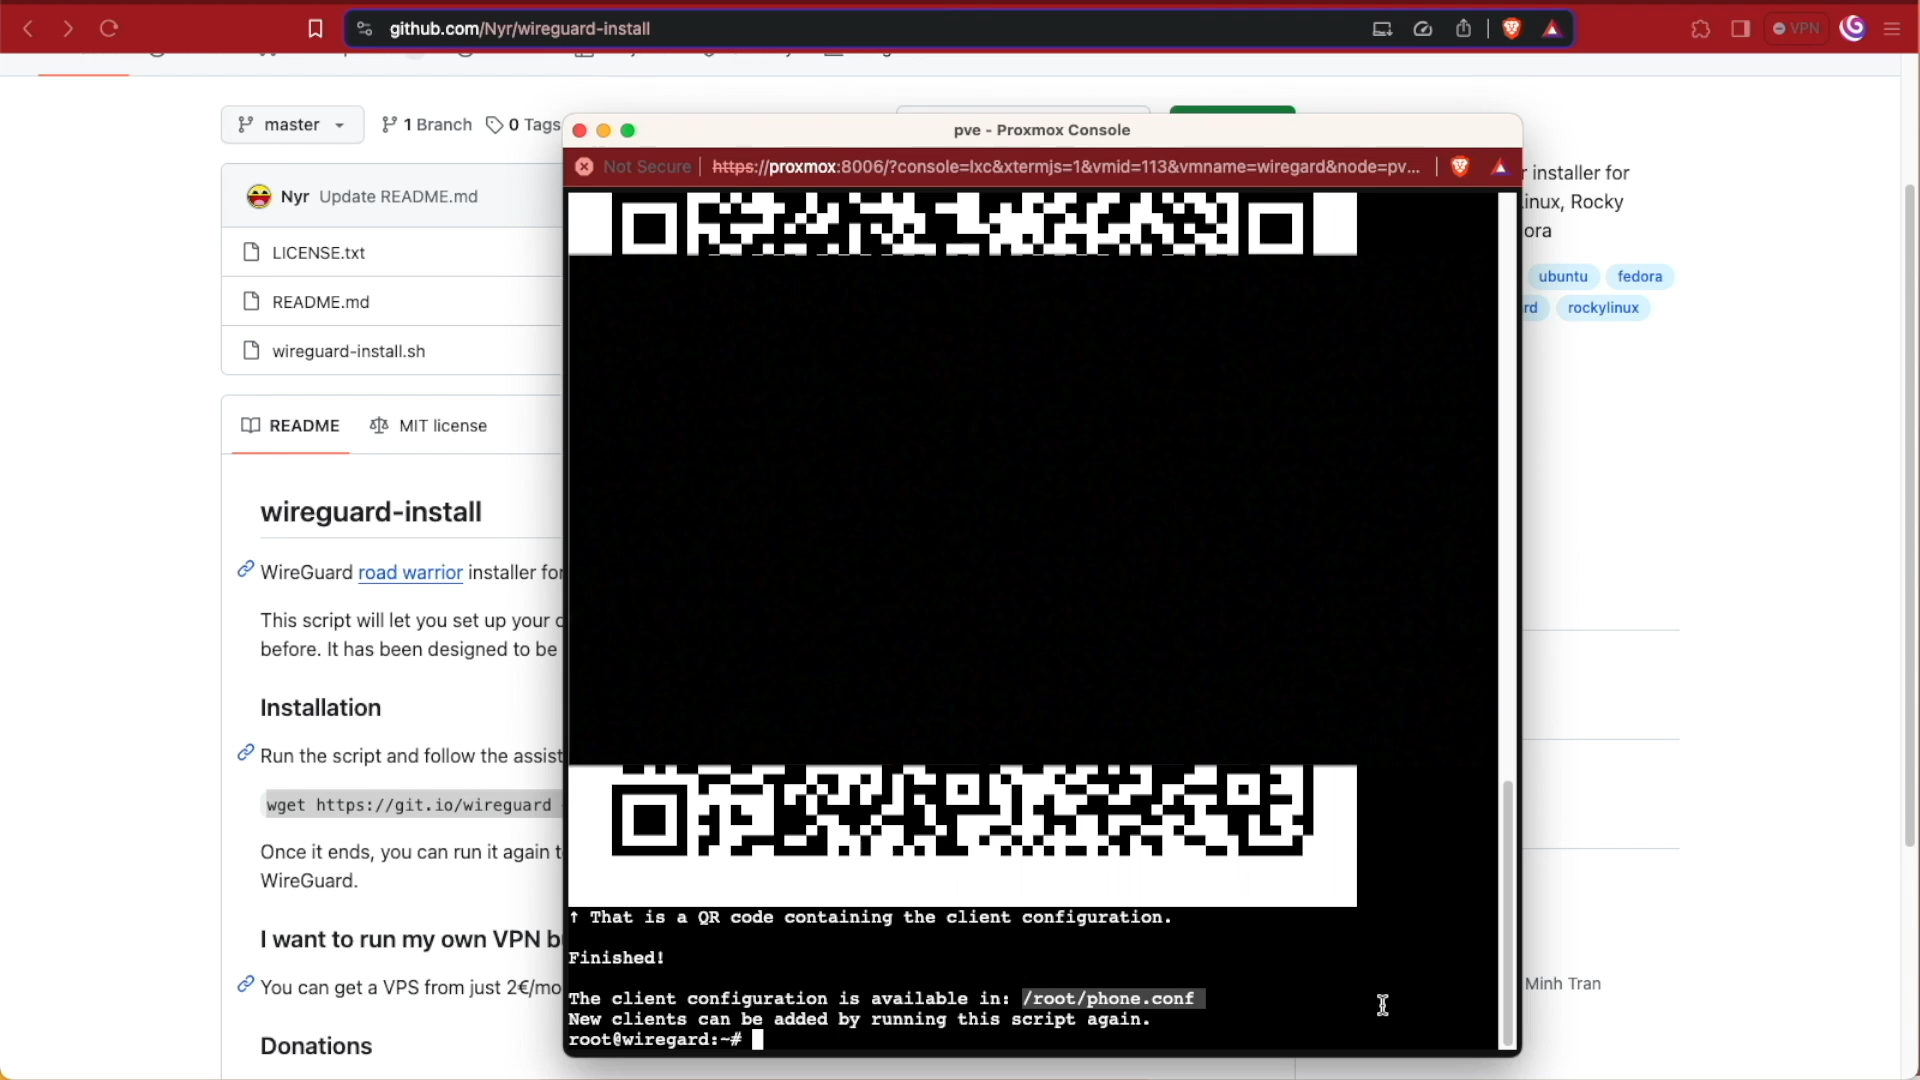 github.com/Nyr/wireguard-install
VPN
master
1 Branch
0 Tags
pve - Proxmox Console
Not Secure
https://proxmox:8006/?console=lxc&xtermjs=1&vmid=113&vmname=wiregard&node=pv...
Nyr Update README.md
installer for
Linux, Rocky
ora
LICENSE.txt
ubuntu
fedora
README.md
rd
rockylinux
wireguard-install.sh
README
MIT license
wireguard-install
WireGuard road warrior installer for
This script will let you set up your
before. It has been designed to be
Installation
Run the script and follow the assist
wget https://git.io/wireguard
Once it ends, you can run it again t
WireGuard.
↑ That is a QR code containing the client configuration.
I want to run my own VPN b
Finished!
You can get a VPS from just 2€/mo
Minh Tran
The client configuration is available in: /root/phone.conf
New clients can be added by running this script again.
root@wiregard:~#
Donations